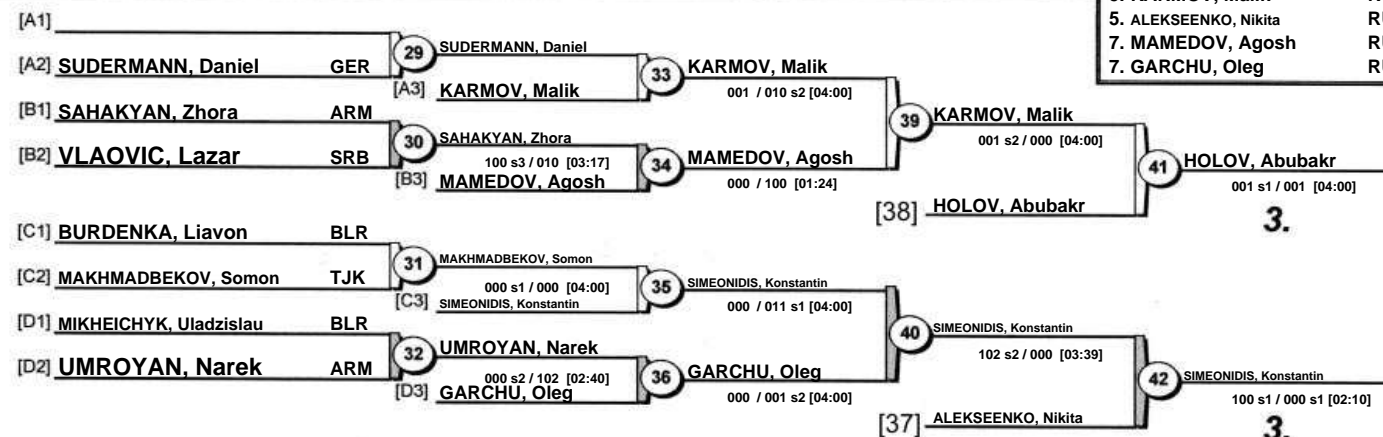 5. ALEKSEENKO, Nikita
7. MAMEDOV, Agosh
7. GARCHU, Oleg
[A1]
29 SUDERMANN, Daniel
[A2] SUDERMANN, Daniel GER
33 KARMOV, Malik
[A3] KARMOV, Malik
001 / 010 s2 [04:00]
[B1] SAHAKYAN, Zhora ARM
39 KARMOV, Malik
30 SAHAKYAN, Zhora
001 s2 / 000 [04:00]
[B2] VLAOVIC, Lazar SRB
100 s3 / 010 [03:17]
34 MAMEDOV, Agosh
41 HOLOV, Abubakr
[B3] MAMEDOV, Agosh
000 / 100 [01:24]
001 s1 / 001 [04:00]
[38] HOLOV, Abubakr
3.
[C1] BURDENKA, Liavon BLR
31 MAKHMADBEKOV, Somon
[C2] MAKHMADBEKOV, Somon TJK
000 s1 / 000 [04:00]
35 SIMEONIDIS, Konstantin
[C3] SIMEONIDIS, Konstantin
000 / 011 s1 [04:00]
[D1] MIKHEICHYK, Uladzislau BLR
40 SIMEONIDIS, Konstantin
32 UMROYAN, Narek
102 s2 / 000 [03:39]
[D2] UMROYAN, Narek ARM
000 s2 / 102 [02:40]
36 GARCHU, Oleg
42 SIMEONIDIS, Konstantin
[D3] GARCHU, Oleg
000 / 001 s2 [04:00]
100 s1 / 000 s1 [02:10]
[37] ALEKSEENKO, Nikita
3.